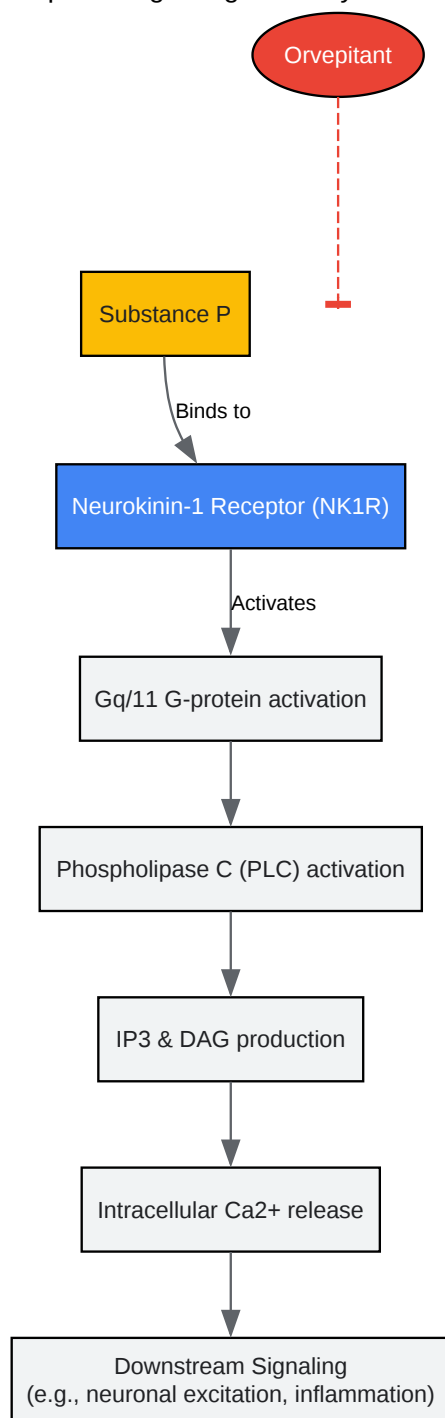 Orvepitant
Substance P
Binds to
Neurokinin-1 Receptor (NK1R)
Activates
Gq/11 G-protein activation
Phospholipase C (PLC) activation
IP3 & DAG production
Intracellular Ca2+ release
Downstream Signaling
(e.g., neuronal excitation, inflammation)